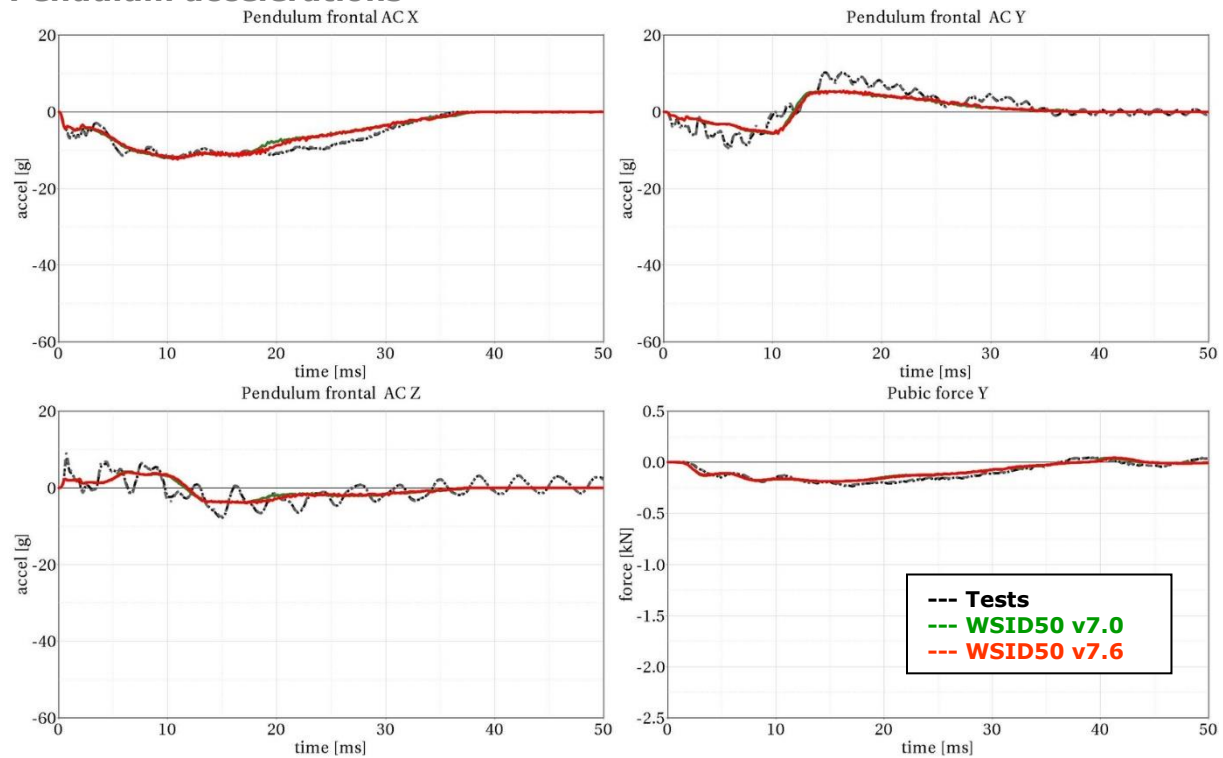 Pendulum accelerations
Pendulum frontal AC X
20
0
-20
-40
-60
accel [g]
0 10 20 30 40 50
time [ms]
Pendulum frontal AC Y
20
0
-20
-40
-60
accel [g]
0 10 20 30 40 50
time [ms]
Pendulum frontal AC Z
20
0
-20
-40
-60
accel [g]
0 10 20 30 40 50
time [ms]
Pubic force Y
0.5
0.0
-0.5
-1.0
-1.5
-2.0
-2.5
force [kN]
0 10 20 30 40 50
time [ms]
--- Tests
--- WSID50 v7.0
--- WSID50 v7.6